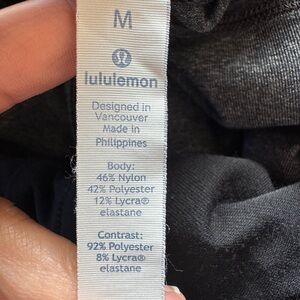 M
lululemon
Designed in
Vancouver
Made in
Philippines
Body:
46% Nylon
42% Polyester
12% Lycra®
elastane
Contrast:
92% Polyester
8% Lycra®
elastane